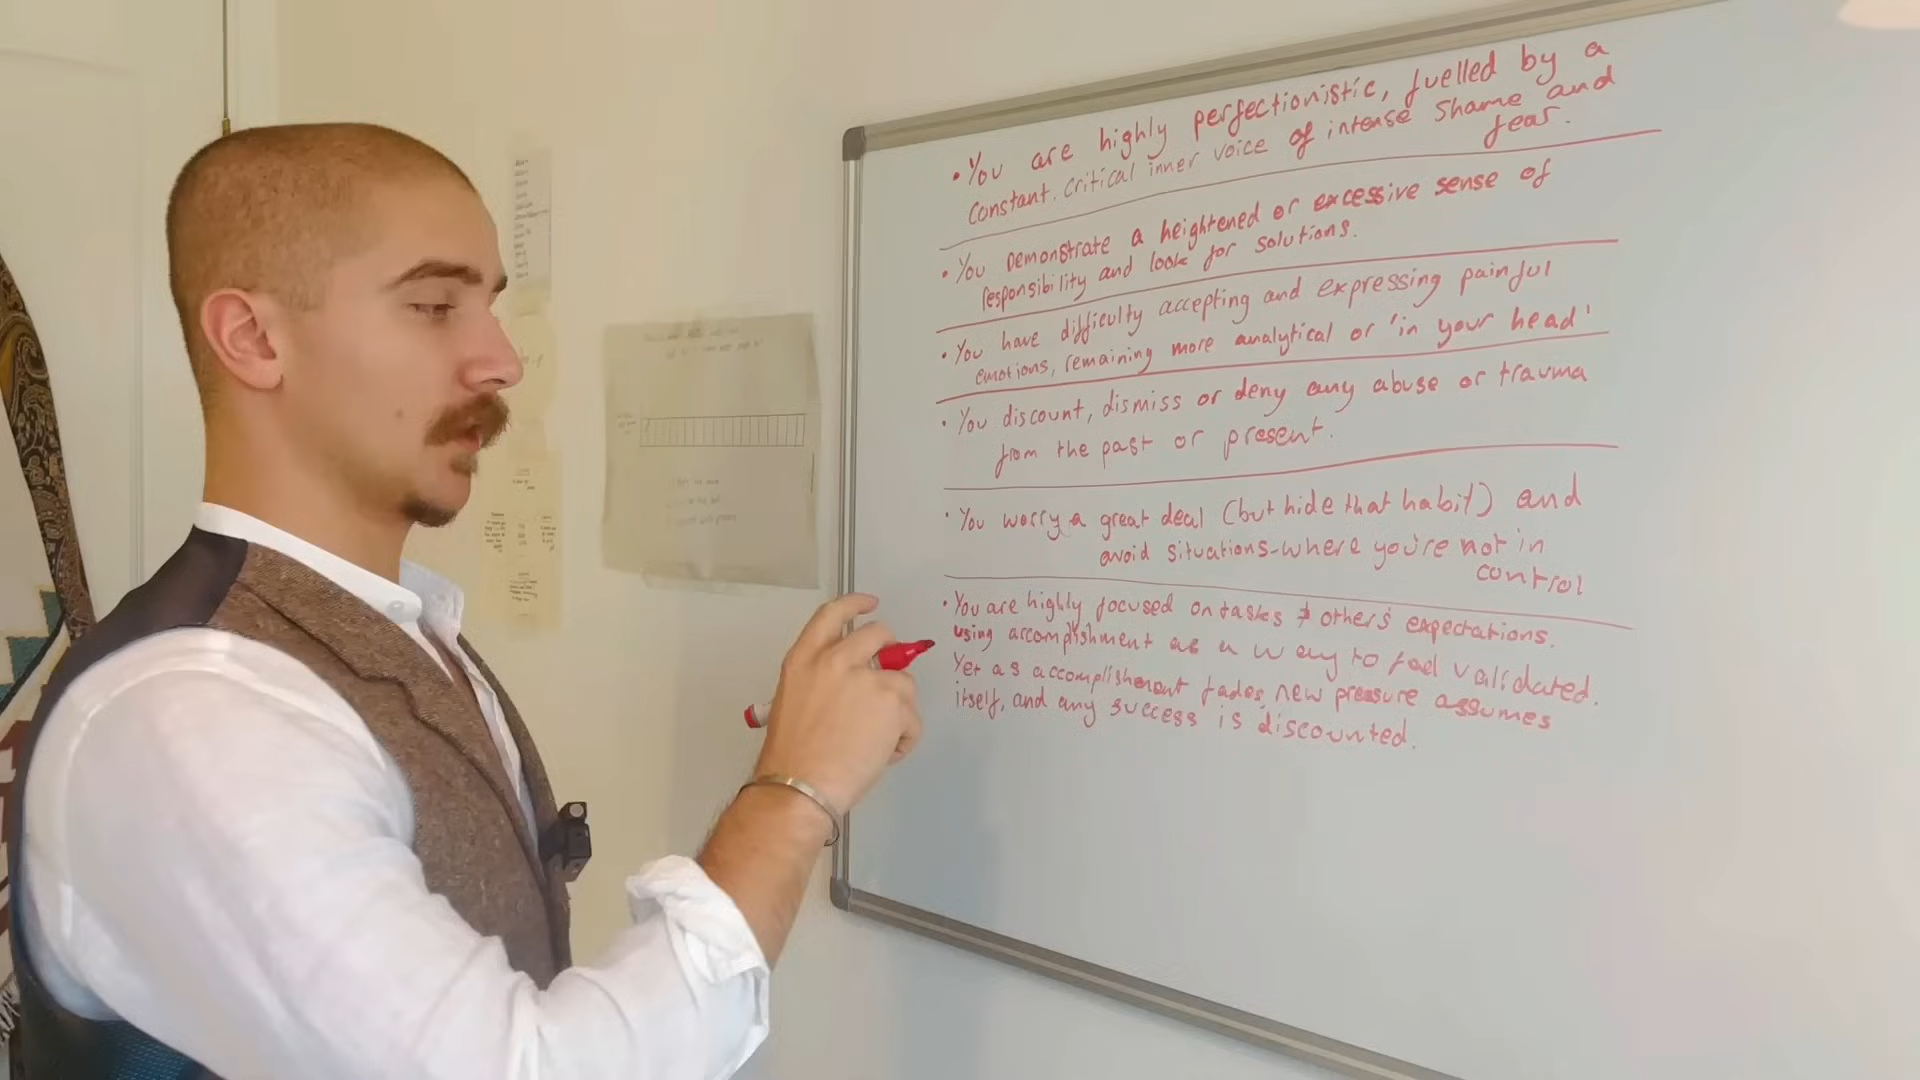 • You are highly perfectionistic, fuelled by a
constant, critical inner voice of intense shame and
fear.
• You demonstrate a heightened or excessive sense of
responsibility and look for solutions.
• You have difficulty accepting and expressing painful
emotions, remaining more analytical or 'in your head'
• You discount, dismiss or deny any abuse or trauma
from the past or present.
• You worry a great deal (but hide that habit) and
avoid situations where you're not in
control
• You are highly focused on tasks & other's expectations.
using accomplishment as a way to feel validated.
Yet as accomplishment fades, new pressure assumes
itself, and any success is discounted.